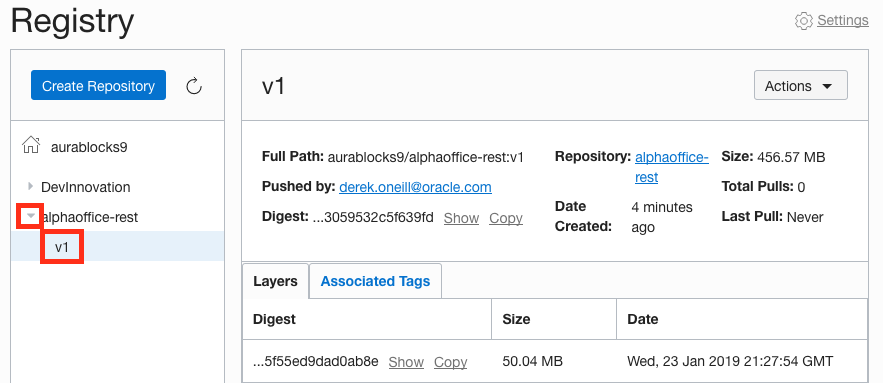 Registry
Settings
Create Repository
aurablocks9
DevInnovation
alphaoffice-rest
v1
v1
Actions
Full Path: aurablocks9/alphaoffice-rest:v1
Pushed by: derek.oneill@oracle.com
Digest: ...3059532c5f639fd Show Copy
Repository: alphaoffice-
rest
Date
Created:
4 minutes
ago
Size: 456.57 MB
Total Pulls: 0
Last Pull: Never
Layers
Associated Tags
Digest Size Date
...5f55ed9dad0ab8e Show Copy 50.04 MB Wed, 23 Jan 2019 21:27:54 GMT